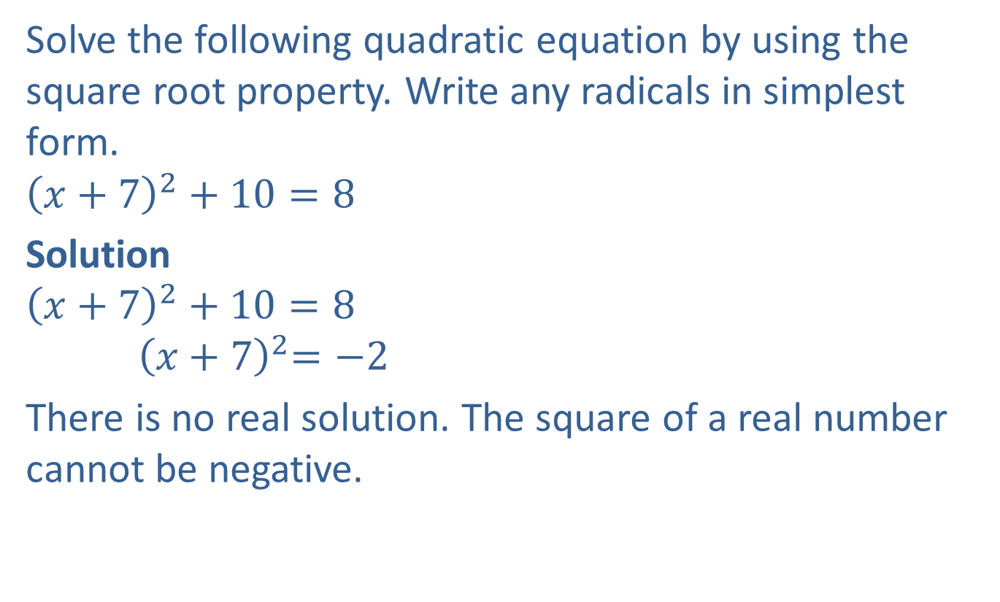 Solve the following quadratic equation by using the
square root property. Write any radicals in simplest
form.
(x + 7)² + 10 = 8
Solution
(x + 7)² + 10 = 8
(x + 7)²= −2
There is no real solution. The square of a real number
cannot be negative.